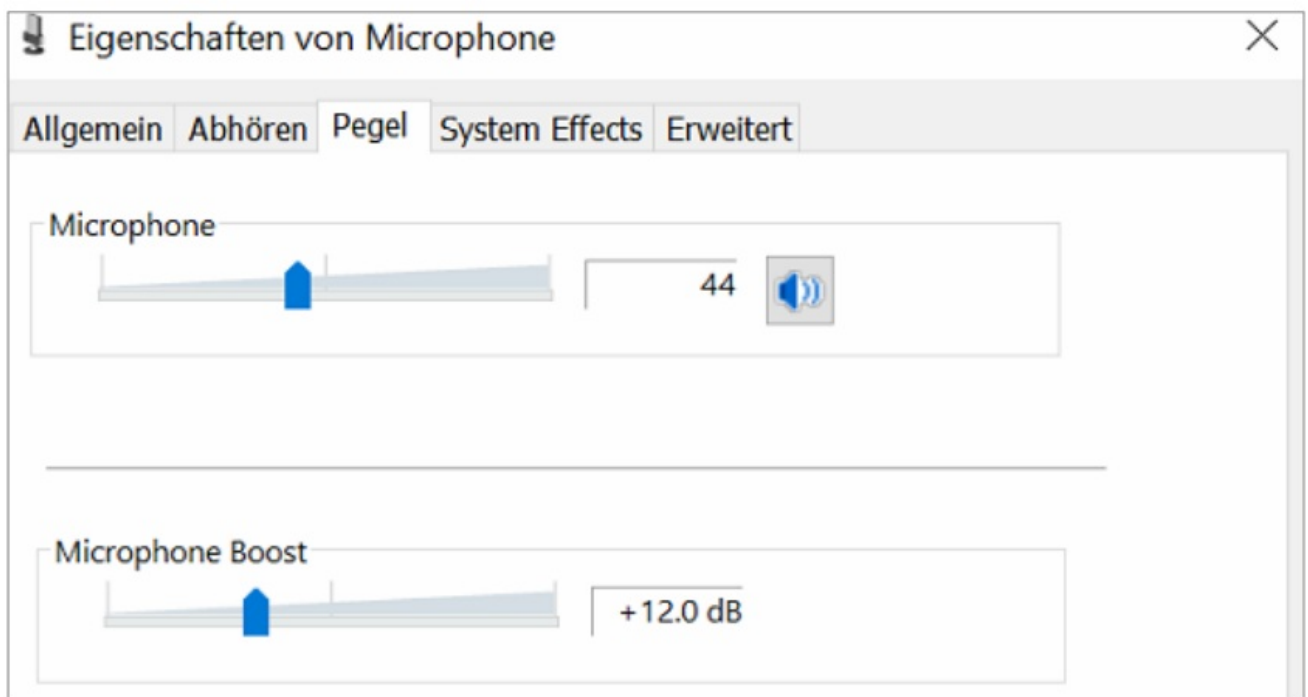 Eigenschaften von Microphone
Allgemein Abhören Pegel System Effects Erweitert
Microphone
44
Microphone Boost
+12.0 dB